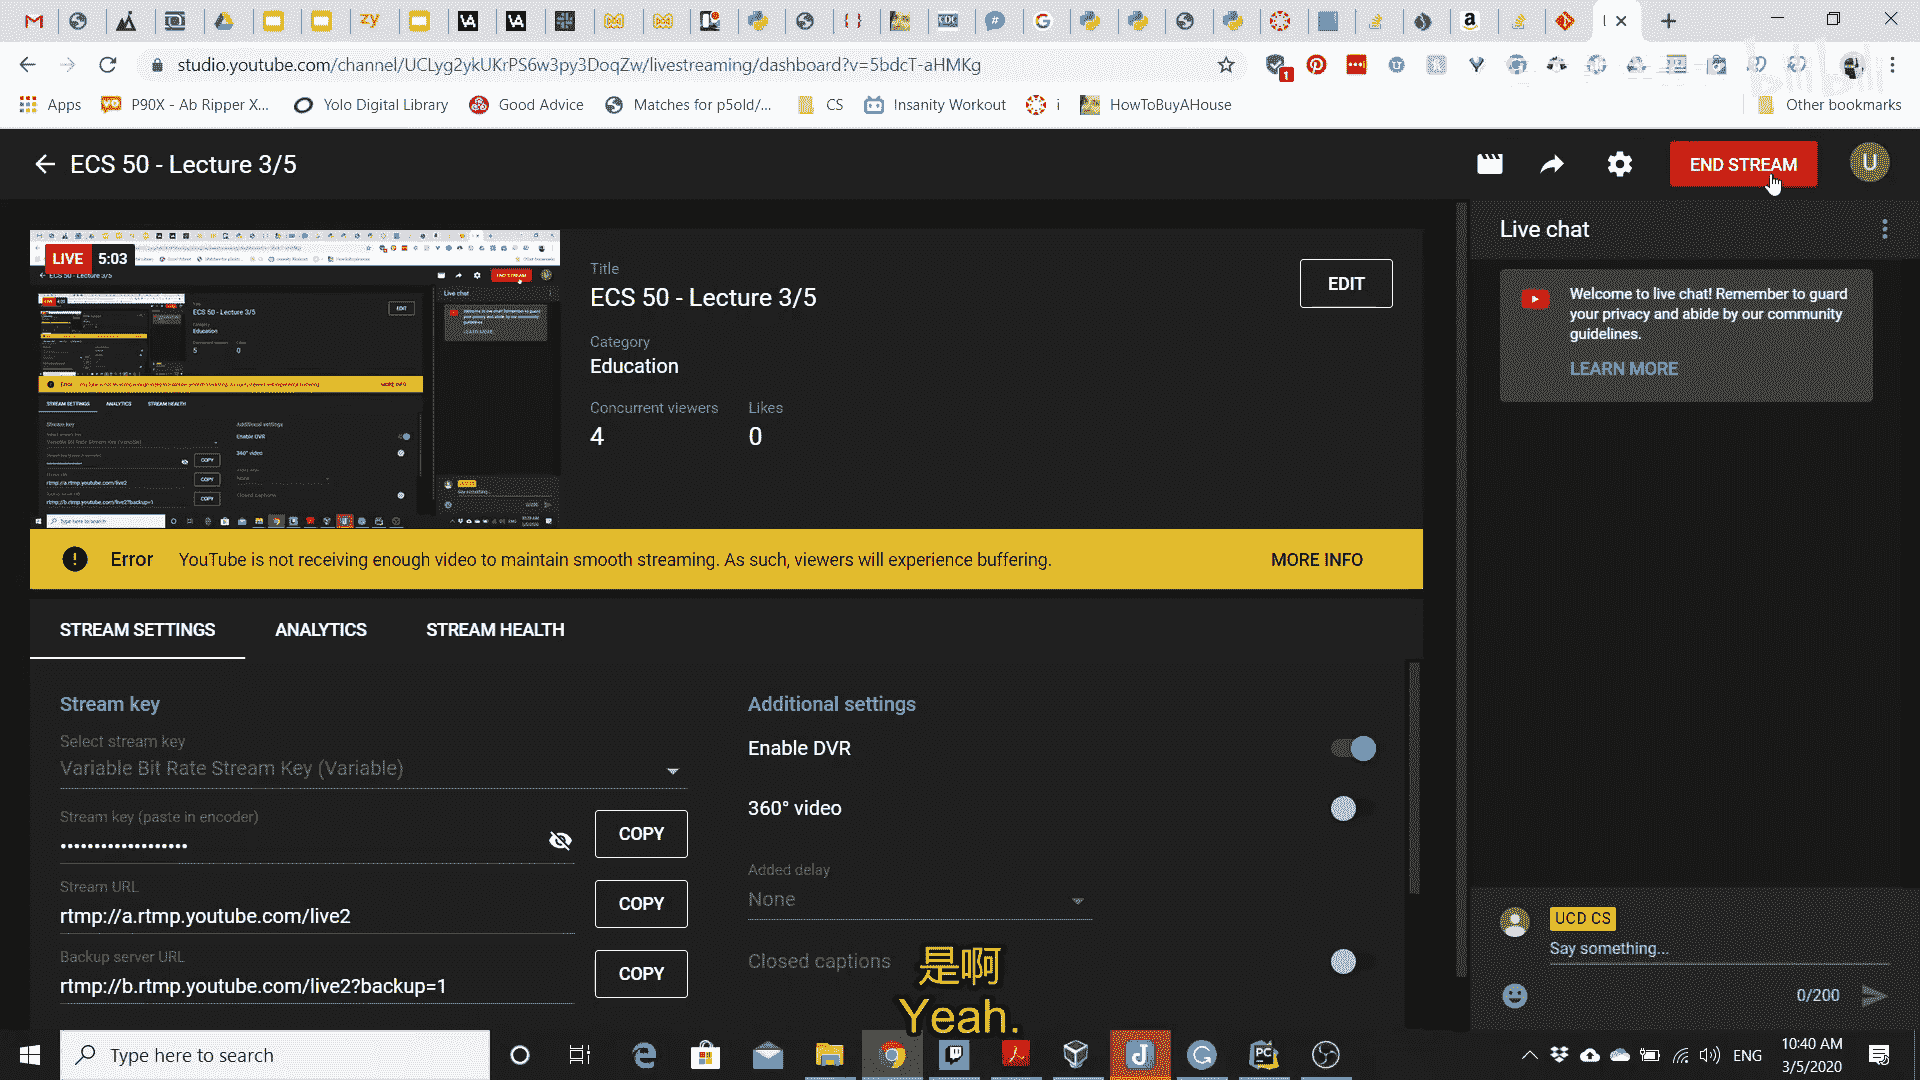 studio.youtube.com/channel/UCLyg2ykUKrPS6w3py3DoqZw/livestreaming/dashboard?v=5bdcT-aHMKg
Apps
P90X - Ab Ripper X...
Yolo Digital Library
Good Advice
Matches for p5old/...
CS
Insanity Workout
i
HowToBuyAHouse
Other bookmarks
bilibili
ECS 50 - Lecture 3/5
END STREAM
U
LIVE 5:03
Title
ECS 50 - Lecture 3/5
EDIT
Category
Education
Concurrent viewers
Likes
4
0
Error
YouTube is not receiving enough video to maintain smooth streaming. As such, viewers will experience buffering.
MORE INFO
STREAM SETTINGS
ANALYTICS
STREAM HEALTH
Stream key
Select stream key
Variable Bit Rate Stream Key (Variable)
Stream key (paste in encoder)
COPY
Stream URL
rtmp://a.rtmp.youtube.com/live2
COPY
Backup server URL
rtmp://b.rtmp.youtube.com/live2?backup=1
COPY
Additional settings
Enable DVR
360° video
Added delay
None
Closed captions
Live chat
Welcome to live chat! Remember to guard
your privacy and abide by our community
guidelines.
LEARN MORE
UCD CS
Say something...
0/200
是啊
Yeah.
Type here to search
ENG
10:40 AM
3/5/2020